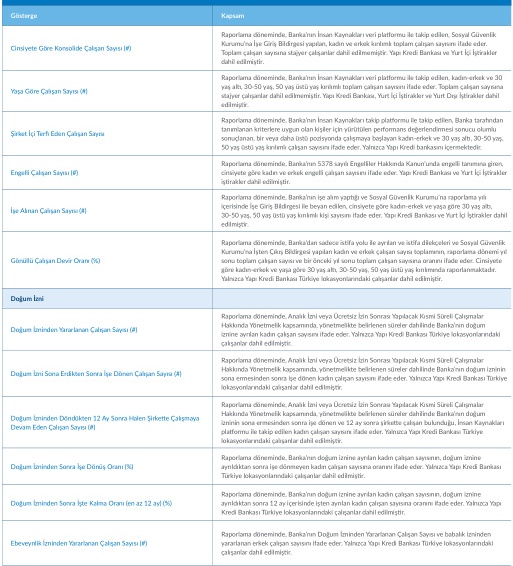 Gösterge
Kapsam
Cinsiyete Göre Konsolide Çalışan Sayısı (#)
Raporlama döneminde, Banka'nın İnsan Kaynakları veri platformu ile takip edilen, Sosyal Güvenlik
Kurumu'na İşe Giriş Bildirgesi yapılan, kadın ve erkek kırılımlı toplam çalışan sayısını ifade eder.
Toplam çalışan sayısına stajyer çalışanlar dahil edilmemiştir. Yapı Kredi Bankası ve Yurt İçi İştirakler
dahil edilmiştir.
Yaşa Göre Çalışan Sayısı (#)
Raporlama döneminde, Banka'nın İnsan Kaynakları veri platformu ile takip edilen, kadın-erkek ve 30
yaş altı, 30-50 yaş, 50 yaş üstü yaş kırılımlı çalışan sayısını ifade eder. Toplam çalışan sayısına
stajyer çalışanlar dahil edilmemiştir. Yapı Kredi Bankası, Yurt İçi İştirakler ve Yurt Dışı İştirakler dahil
edilmiştir.
Şirket İçi Terfi Eden Çalışan Sayısı
Raporlama döneminde, Banka'nın İnsan Kaynakları takip platformu ile takip edilen, Banka tarafından
tanımlanan kriterlere uygun olan kişiler için yürütülen performans değerlendirmesi sonucu olumlu
sonuçlanan, bir veya daha üst pozisyonda çalışmaya başlayan kadın-erkek ve 30 yaş altı, 30-50 yaş,
50 yaş üstü yaş kırılımlı çalışan sayısını ifade eder. Yalnızca Yapı Kredi bankasını içermektedir.
Engelli Çalışan Sayısı (#)
Raporlama döneminde, Banka'nın 5378 sayılı Engelliler Hakkında Kanun'unda engelli tanımına giren,
cinsiyete göre kadın ve erkek engelli çalışan sayısını ifade eder. Yapı Kredi Bankası ve Yurt İçi
iştirakler dahil edilmiştir.
İşe Alınan Çalışan Sayısı (#)
Raporlama döneminde, Banka'nın işe alım yaptığı ve Sosyal Güvenlik Kurumu'na raporlama yılı
içerisinde İşe Giriş Bildirgesi ile beyan edilen, cinsiyete göre kadın-erkek ve yaşa göre 30 yaş altı,
30-50 yaş, 50 yaş üstü yaş kırılımlı kişi sayısını ifade eder. Yapı Kredi Bankası ve Yurt İçi İştirakler dahil
edilmiştir.
Gönüllü Çalışan Devir Oranı (%)
Raporlama döneminde, Banka'dan sadece istifa yolu ile ayrılan ve istifa dilekçeleri ve Sosyal Güvenlik
Kurumu'na İşten Çıkış Bildirgesi yapılan kadın ve erkek çalışan sayısı toplamının, raporlama dönemi yıl
sonu toplam çalışan sayısı ve bir önceki yıl sonu toplam çalışan sayısına oranını ifade eder. Cinsiyete
göre kadın-erkek ve yaşa göre 30 yaş altı, 30-50 yaş, 50 yaş üstü yaş kırılımında raporlanmaktadır.
Yalnızca Yapı Kredi Bankası Türkiye lokasyonlarındaki çalışanlar dahil edilmiştir.
Doğum İzni
Doğum İzninden Yararlanan Çalışan Sayısı (#)
Raporlama döneminde, Analık İzni veya Ücretsiz İzin Sonrası Yapılacak Kısmi Süreli Çalışmalar
Hakkında Yönetmelik kapsamında, yönetmelikte belirlenen süreler dahilinde Banka'nın doğum
iznine ayrılan kadın çalışan sayısını ifade eder. Yalnızca Yapı Kredi Bankası Türkiye lokasyonlarındaki
çalışanlar dahil edilmiştir.
Doğum İzni Sona Erdikten Sonra İşe Dönen Çalışan Sayısı (#)
Raporlama döneminde, Analık İzni veya Ücretsiz İzin Sonrası Yapılacak Kısmi Süreli Çalışmalar
Hakkında Yönetmelik kapsamında, yönetmelikte belirlenen süreler dahilinde Banka'nın doğum izninin
sona ermesinden sonra işe dönen kadın çalışan sayısını ifade eder. Yalnızca Yapı Kredi Bankası Türkiye
lokasyonlarındaki çalışanlar dahil edilmiştir.
Doğum İzninden Döndükten 12 Ay Sonra Halen Şirkette Çalışmaya
Devam Eden Çalışan Sayısı (#)
Raporlama döneminde, Analık İzni veya Ücretsiz İzin Sonrası Yapılacak Kısmi Süreli Çalışmalar
Hakkında Yönetmelik kapsamında, yönetmelikte belirlenen süreler dahilinde Banka'nın doğum
izninin sona ermesinden sonra işe dönen ve 12 ay sonra şirkette çalışan bulunduğu, İnsan Kaynakları
platformu ile takip edilen kadın çalışan sayısını ifade eder. Yalnızca Yapı Kredi Bankası Türkiye
lokasyonlarındaki çalışanlar dahil edilmiştir.
Doğum İzninden Sonra İşe Dönüş Oranı (%)
Raporlama döneminde, Banka'nın doğum iznine ayrılan kadın çalışan sayısının, doğum iznine
ayrıldıktan sonra işe dönmeyen kadın çalışan sayısına oranını ifade eder. Yalnızca Yapı Kredi Bankası
Türkiye lokasyonlarındaki çalışanlar dahil edilmiştir.
Doğum İzninden Sonra İşte Kalma Oranı (en az 12 ay) (%)
Raporlama döneminde, Banka'nın doğum iznine ayrılan kadın çalışan sayısının, doğum iznine
ayrıldıktan sonra 12 ay içerisinde işten ayrılan kadın çalışan sayısına oranını ifade eder. Yalnızca Yapı
Kredi Bankası Türkiye lokasyonlarındaki çalışanlar dahil edilmiştir.
Ebeveynlik İzninden Yararlanan Çalışan Sayısı (#)
Raporlama döneminde, Banka'nın Doğum İzninden Yararlanan Çalışan Sayısı ve babalık izninden
yararlanan erkek çalışan sayısını ifade eder. Yalnızca Yapı Kredi Bankası Türkiye lokasyonlarındaki
çalışanlar dahil edilmiştir.